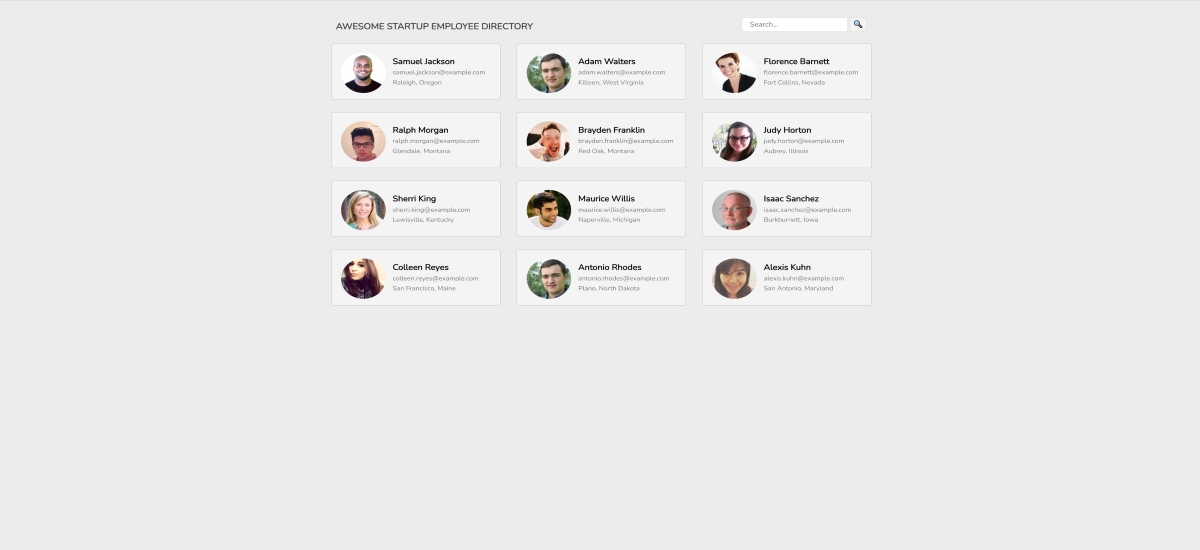 AWESOME STARTUP EMPLOYEE DIRECTORY
Search...
Samuel Jackson
samuel.jackson@example.com
Raleigh, Oregon
Adam Walters
adam.walters@example.com
Killeen, West Virginia
Florence Barnett
florence.barnett@example.com
Fort Collins, Nevada
Ralph Morgan
ralph.morgan@example.com
Glendale, Montana
Brayden Franklin
brayden.franklin@example.com
Red Oak, Montana
Judy Horton
judy.horton@example.com
Aubrey, Illinois
Sherri King
sherri.king@example.com
Lewisville, Kentucky
Maurice Willis
maurice.willis@example.com
Naperville, Michigan
Isaac Sanchez
isaac.sanchez@example.com
Burkburnett, Iowa
Colleen Reyes
colleen.reyes@example.com
San Francisco, Maine
Antonio Rhodes
antonio.rhodes@example.com
Plano, North Dakota
Alexis Kuhn
alexis.kuhn@example.com
San Antonio, Maryland